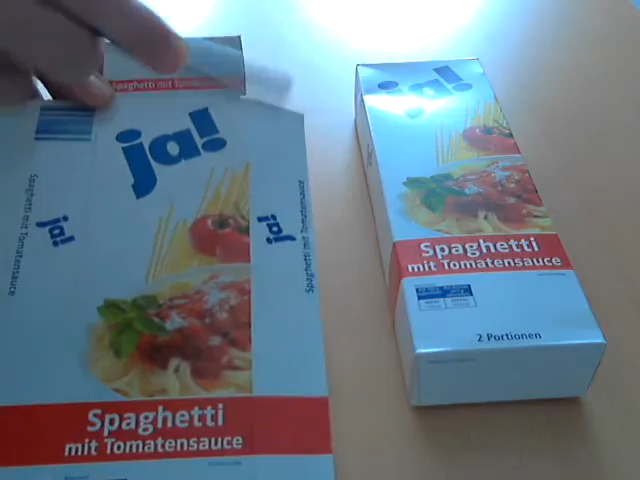 Spaghetti mit Tomatensauce
ja!
Spaghetti mit Tomatensauce
ja!
ja!
Spaghetti mit Tomatensauce
Spaghetti
mit Tomatensauce
ja!
Spaghetti
mit Tomatensauce
2 Portionen